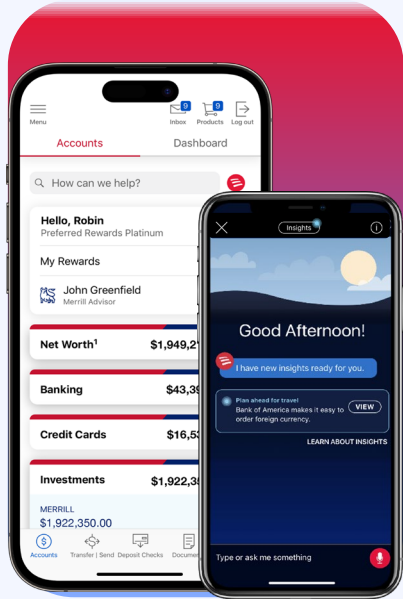 Menu
Inbox
Products
Log out
9
9
Accounts
Dashboard
How can we help?
Hello, Robin
Preferred Rewards Platinum
My Rewards
John Greenfield
Merrill Advisor
Net Worth¹
Banking
Credit Cards
Investments
MERRILL
$1,922,350.00
Accounts
Transfer | Send
Deposit Checks
Insights
Good Afternoon!
I have new insights ready for you.
Plan ahead for travel
Bank of America makes it easy to
order foreign currency.
VIEW
LEARN ABOUT INSIGHTS
Type or ask me something